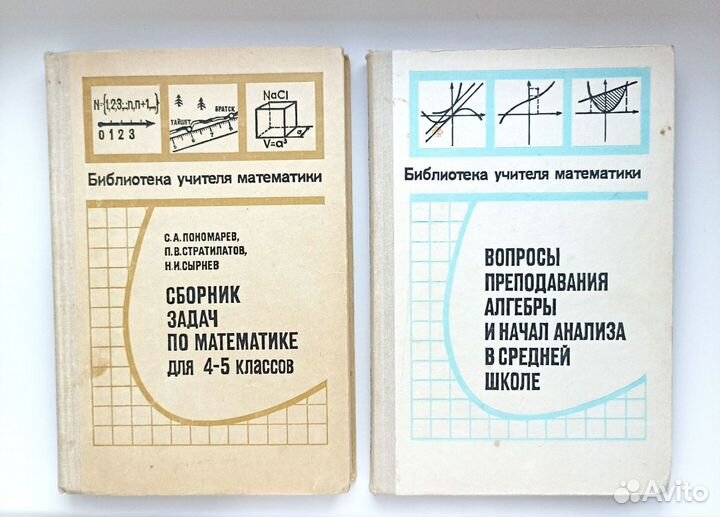 N={1,2,3,...,n,n+1,...}
0 1 2 3
ТАЙШЕТ
БРАТСК
NaCl
a
V=a³
Библиотека учителя математики
С.А.ПОНОМАРЕВ,
П.В.СТРАТИЛАТОВ,
Н.И.СЫРНЕВ
СБОРНИК
ЗАДАЧ
ПО МАТЕМАТИКЕ
ДЛЯ 4-5 КЛАССОВ
Библиотека учителя математики
ВОПРОСЫ
ПРЕПОДАВАНИЯ
АЛГЕБРЫ
И НАЧАЛ АНАЛИЗА
В СРЕДНЕЙ
ШКОЛЕ
Avito